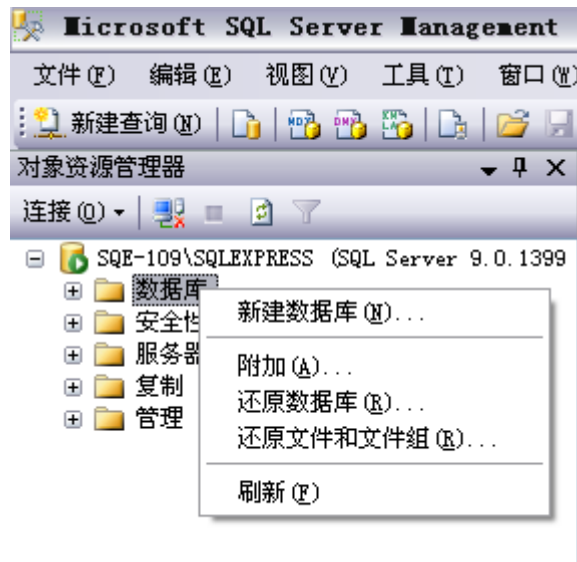 Microsoft SQL Server Management
文件(F) 编辑(E) 视图(V) 工具(T) 窗口(W)
新建查询(N)
对象资源管理器
连接(O)
SQE-109\SQLEXPRESS (SQL Server 9.0.1399
数据库
安全性
服务器
复制
管理
新建数据库(N)...
附加(A)...
还原数据库(R)...
还原文件和文件组(R)...
刷新(F)